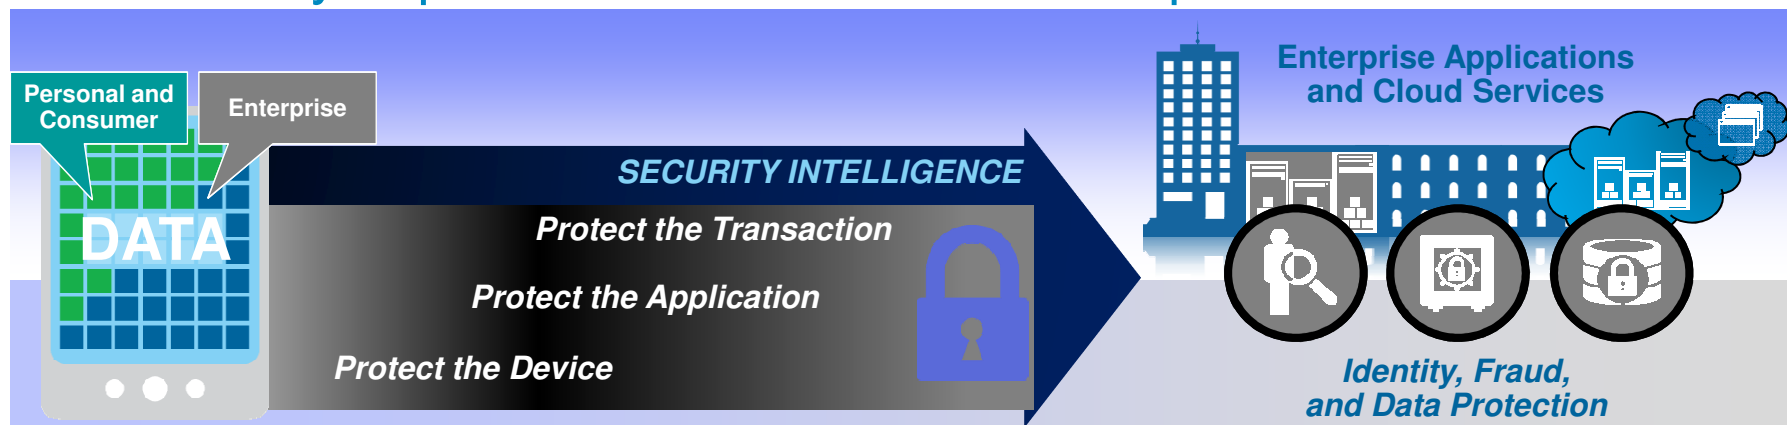 Personal and
Consumer
Enterprise
DATA
SECURITY INTELLIGENCE
Protect the Transaction
Protect the Application
Protect the Device
Enterprise Applications
and Cloud Services
Identity, Fraud,
and Data Protection